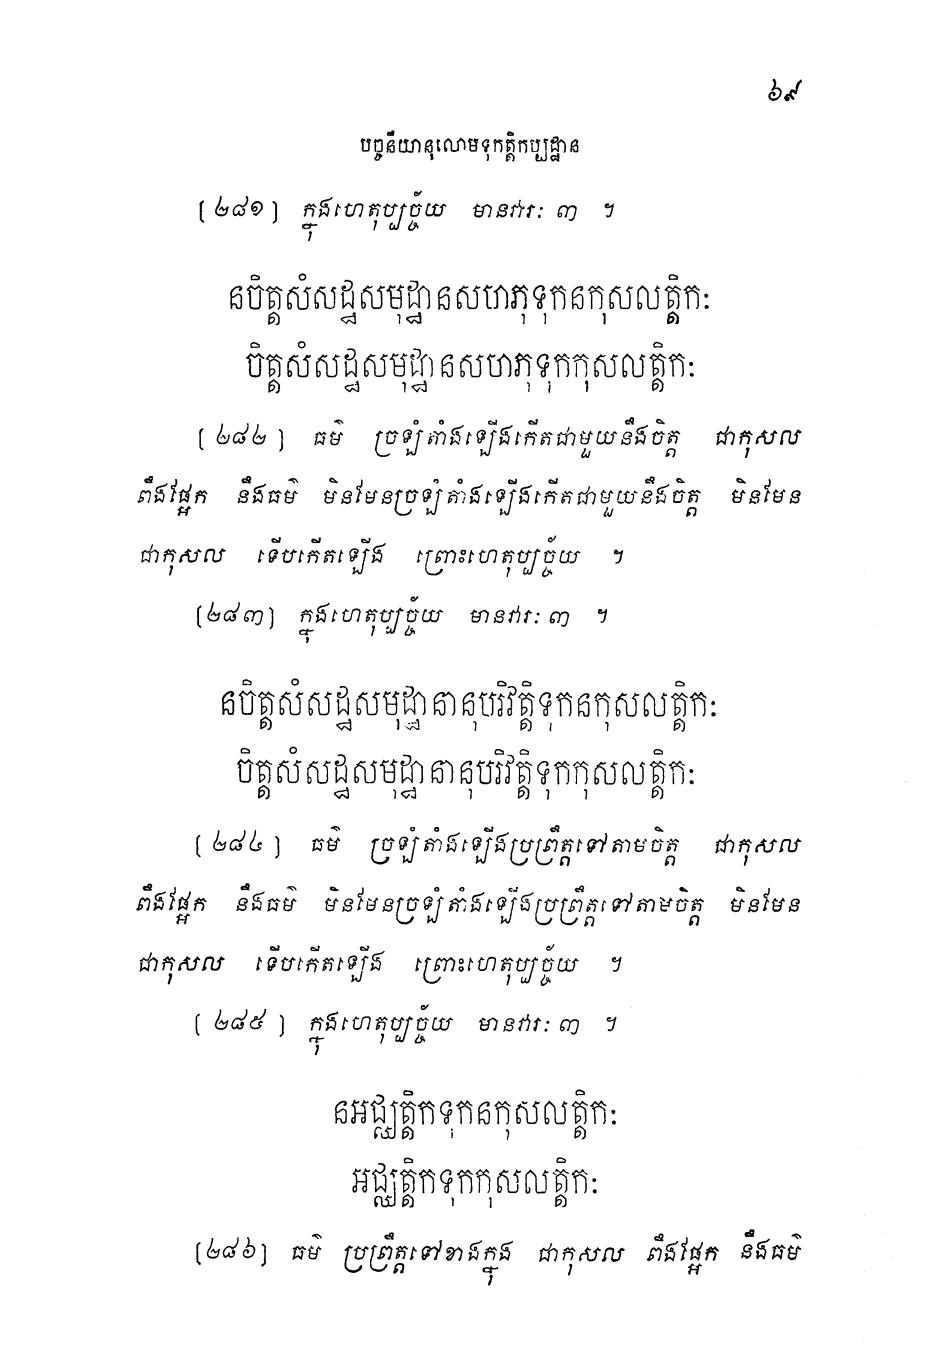 ៦៩
បច្ចនីយានុលោមទុកត្តិកប្បដ្ឋាន
[២៨១] ក្នុងហេតុប្បច្ច័យ មានវារៈ ៣ ។
នចិត្តសំសដ្ឋសមុដ្ឋានសហភុទុកនកុសលត្តិកៈ
ចិត្តសំសដ្ឋសមុដ្ឋានសហភុទុកកុសលត្តិកៈ
[២៨២] ធម៌ ច្រឡំតាំងឡើងកើតជាមួយនឹងចិត្ត ជាកុសល
ពឹងផ្អែក នឹងធម៌ មិនមែនច្រឡំតាំងឡើងកើតជាមួយនឹងចិត្ត មិនមែន
ជាកុសល ទើបកើតឡើង ព្រោះហេតុប្បច្ច័យ ។
[២៨៣] ក្នុងហេតុប្បច្ច័យ មានវារៈ ៣ ។
នចិត្តសំសដ្ឋសមុដ្ឋានានុបរិវត្តិទុកនកុសលត្តិកៈ
ចិត្តសំសដ្ឋសមុដ្ឋានានុបរិវត្តិទុកកុសលត្តិកៈ
[២៨៤] ធម៌ ច្រឡំតាំងឡើងប្រព្រឹត្តទៅតាមចិត្ត ជាកុសល
ពឹងផ្អែក នឹងធម៌ មិនមែនច្រឡំតាំងឡើងប្រព្រឹត្តទៅតាមចិត្ត មិនមែន
ជាកុសល ទើបកើតឡើង ព្រោះហេតុប្បច្ច័យ ។
[២៨៥] ក្នុងហេតុប្បច្ច័យ មានវារៈ ៣ ។
នអជ្ឈត្តិកទុកនកុសលត្តិកៈ
អជ្ឈត្តិកទុកកុសលត្តិកៈ
[២៨៦] ធម៌ ប្រព្រឹត្តទៅខាងក្នុង ជាកុសល ពឹងផ្អែក នឹងធម៌